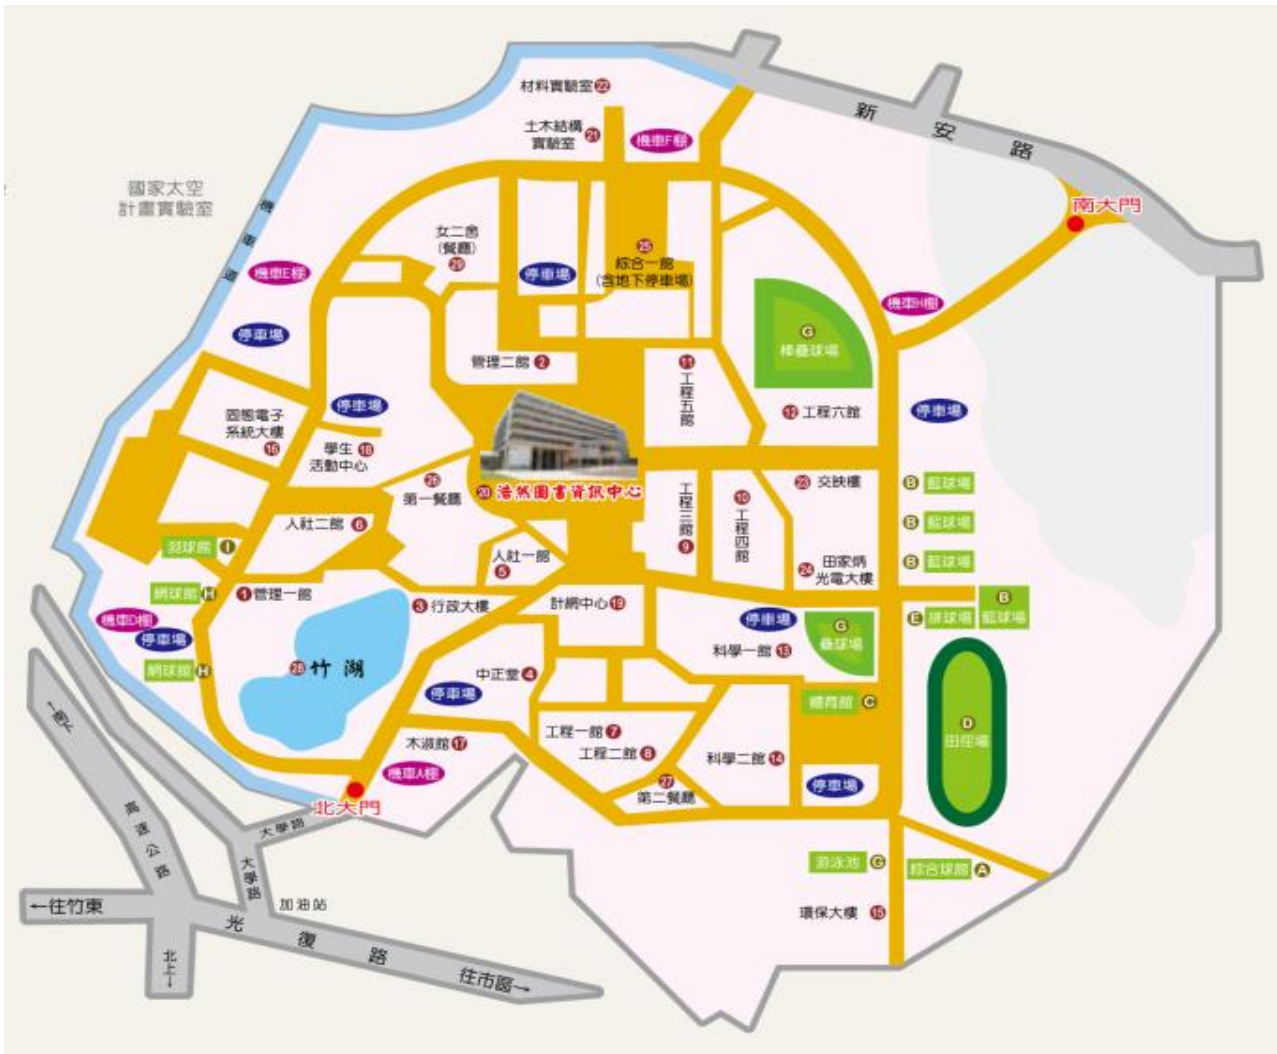 材料實驗室 22
土木結構
實驗室 21
機車F棚
新安路
國家太空
計畫實驗室
機車道
南大門
女二舍
(餐廳)
29
停車場
25
綜合一館
(含地下停車場)
機車E棚
機車H棚
停車場
G
棒壘球場
管理二館 2
11 工程五館
停車場
12 工程六館
停車場
固態電子
系統大樓
16
學生 18
活動中心
26
第一餐廳
20 浩然圖書資訊中心
工程三館 9
10 工程四館
23 交映樓
B 籃球場
人社二館 6
B 籃球場
羽球館 I
人社一館
5
24 田家炳
光電大樓
B 籃球場
網球館 H
1 管理一館
3 行政大樓
計網中心 19
停車場
G
壘球場
E 排球場
B
籃球場
機車D棚
停車場
科學一館 13
網球館 H
28 竹湖
中正堂 4
停車場
C
D
田徑場
木淑館 17
工程一館 7
工程二館 8
科學二館 14
機車A棚
27
第二餐廳
停車場
北大門
大學路
大學路
高速公路
游泳池 G
綜合球館 A
←往竹東
加油站
環保大樓 15
光復路
北上→
往市區→